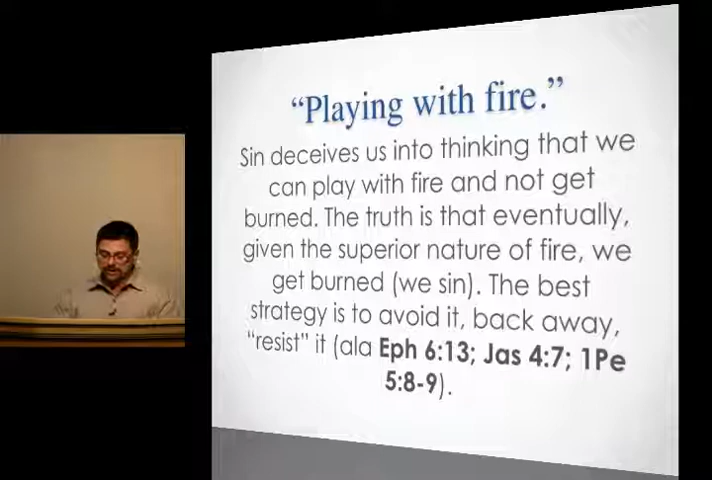 “Playing with fire.”
Sin deceives us into thinking that we
can play with fire and not get
burned. The truth is that eventually,
given the superior nature of fire, we
get burned (we sin). The best
strategy is to avoid it, back away,
"resist" it (ala Eph 6:13; Jas 4:7; 1Pe
5:8-9).